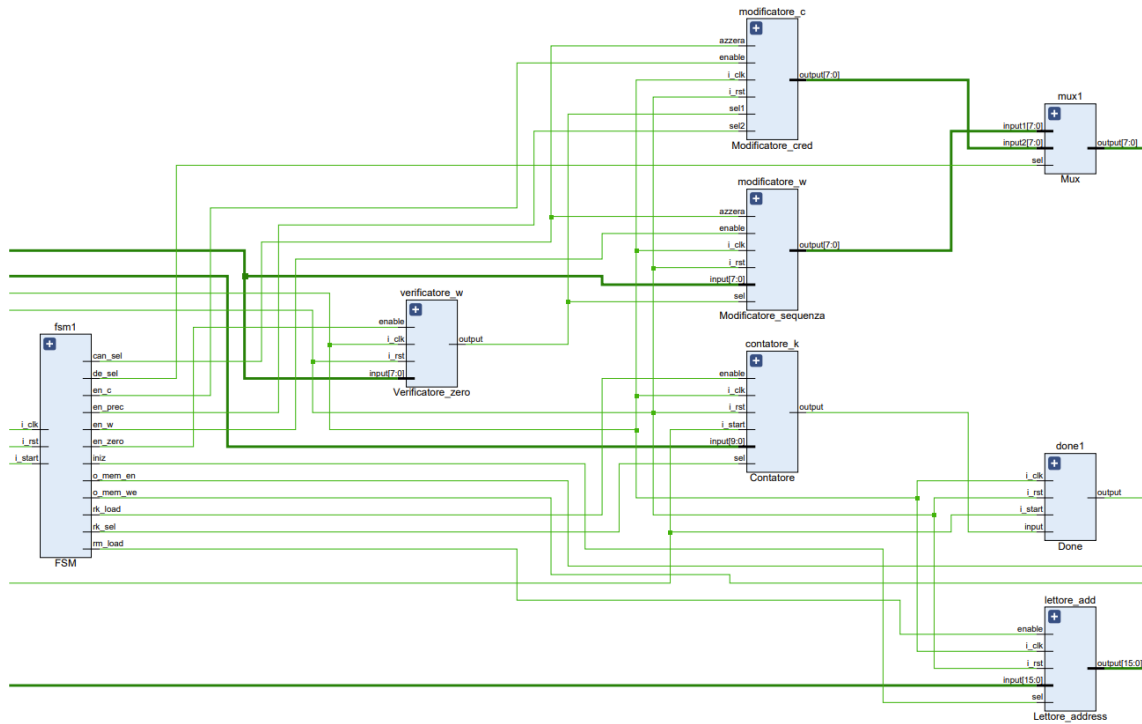 modificatore_c
azzera
enable
i_clk
i_rst
sel1
sel2
output[7:0]
Modificatore_cred
mux1
input1[7:0]
input2[7:0]
sel
output[7:0]
Mux
modificatore_w
azzera
enable
i_clk
i_rst
input[7:0]
sel
output[7:0]
Modificatore_sequenza
verificatore_w
enable
i_clk
i_rst
input[7:0]
output
Verificatore_zero
fsm1
i_clk
i_rst
i_start
can_sel
de_sel
en_c
en_prec
en_w
en_zero
iniz
o_mem_en
o_mem_we
rk_load
rk_sel
rm_load
FSM
contatore_k
enable
i_clk
i_rst
i_start
input[9:0]
sel
output
Contatore
done1
i_clk
i_rst
i_start
input
output
Done
lettore_add
enable
i_clk
i_rst
input[15:0]
sel
output[15:0]
Lettore_address